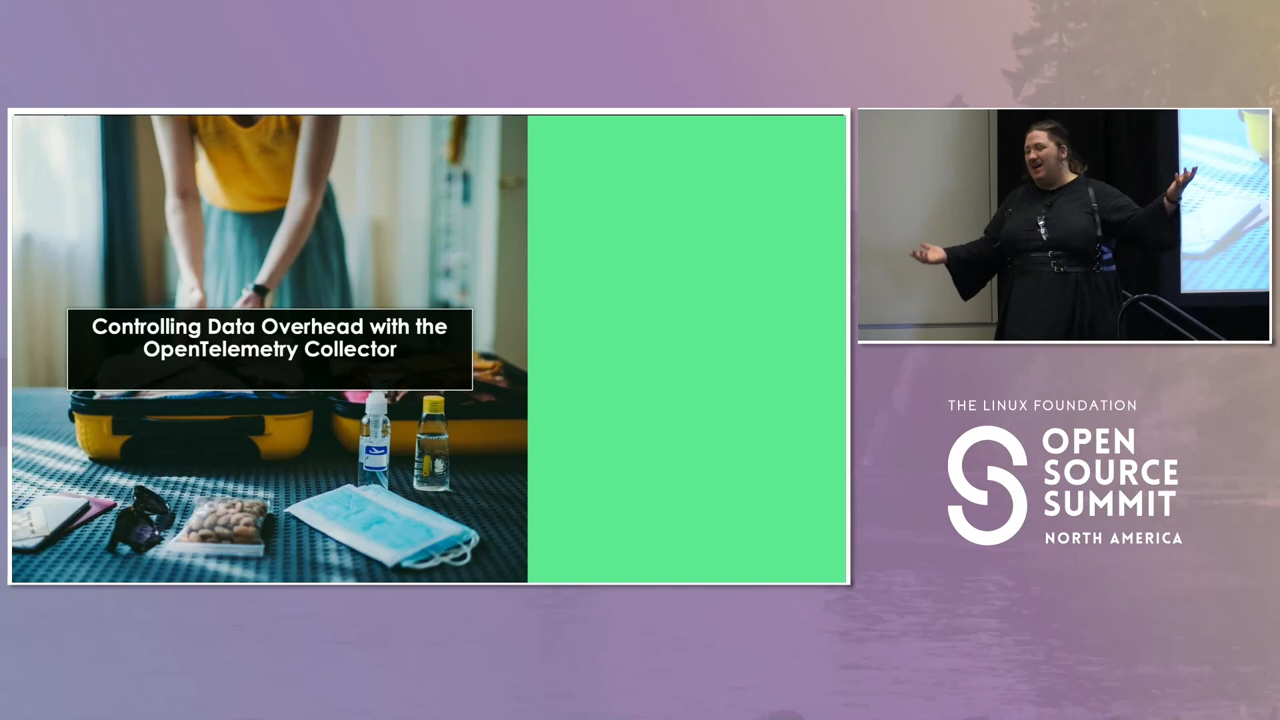 Controlling Data Overhead with the
OpenTelemetry Collector
THE LINUX FOUNDATION
OPEN
SOURCE
SUMMIT
NORTH AMERICA